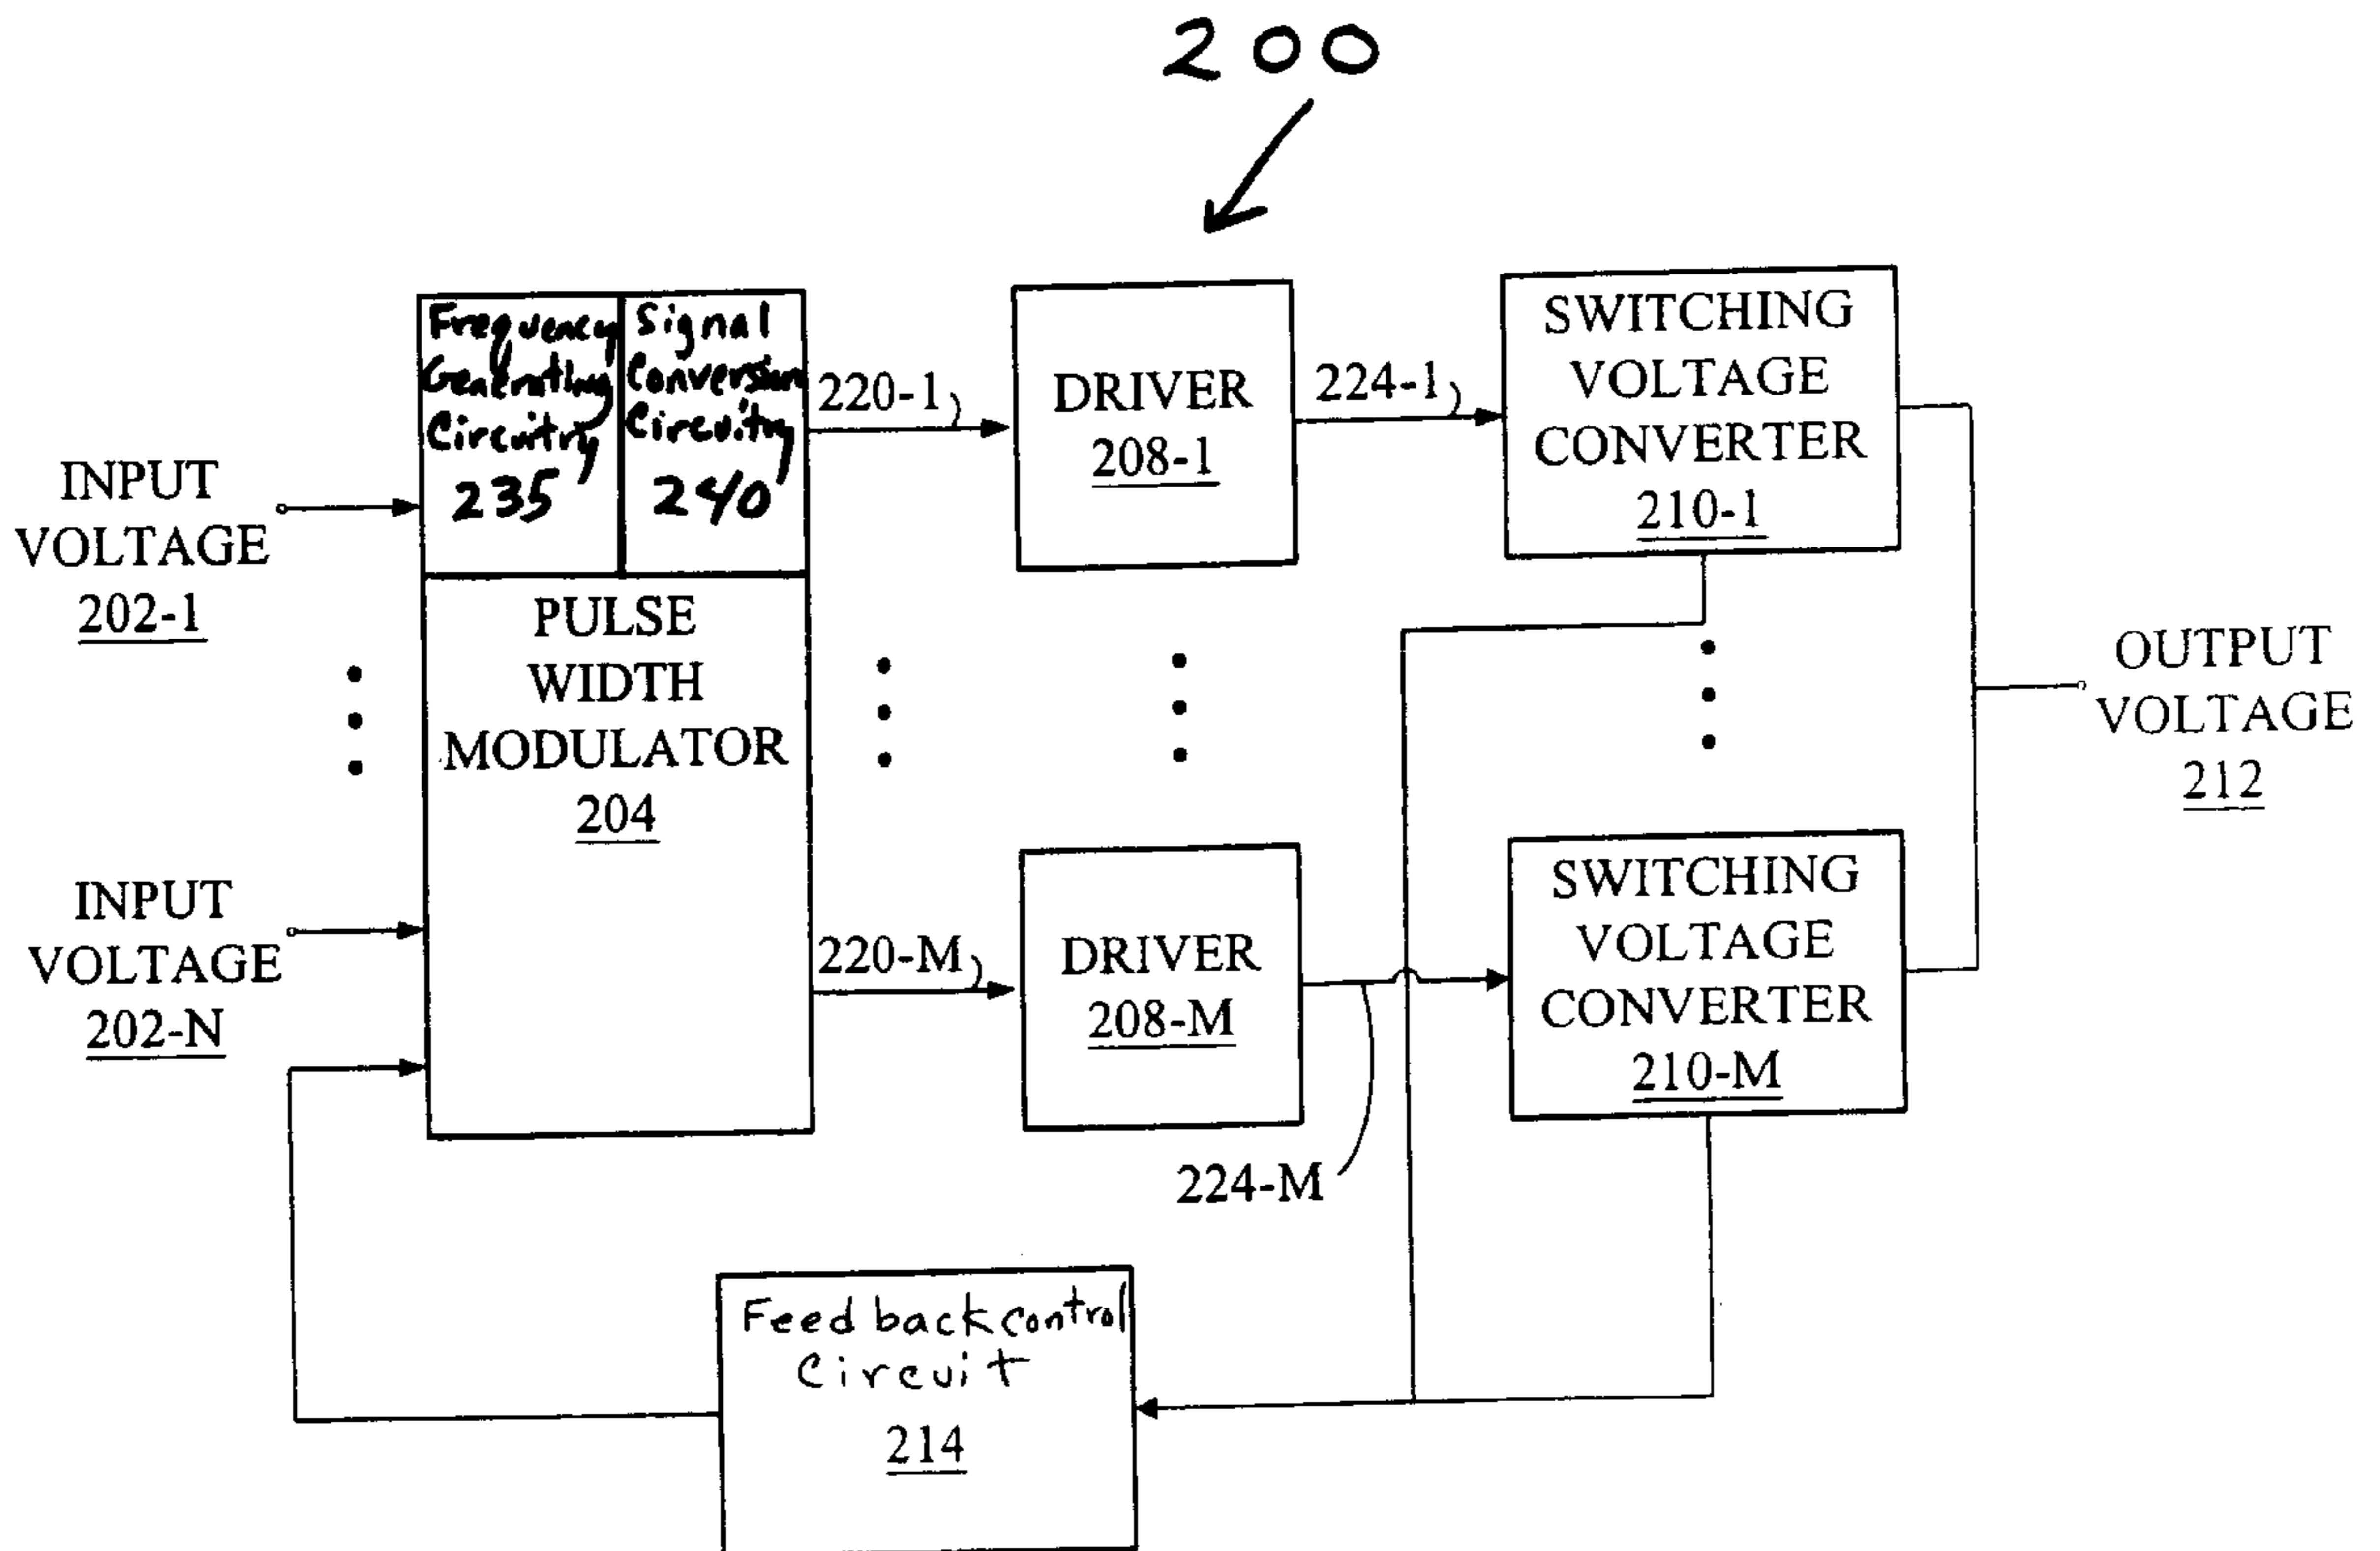 200
Frequency
Generating
Circuitry
235
Signal
Conversion
Circuitry
240
220-1
DRIVER
208-1
224-1
SWITCHING
VOLTAGE
CONVERTER
210-1
INPUT
VOLTAGE
202-1
PULSE
WIDTH
MODULATOR
204
OUTPUT
VOLTAGE
212
INPUT
VOLTAGE
202-N
220-M
DRIVER
208-M
224-M
SWITCHING
VOLTAGE
CONVERTER
210-M
Feedback control
Circuit
214